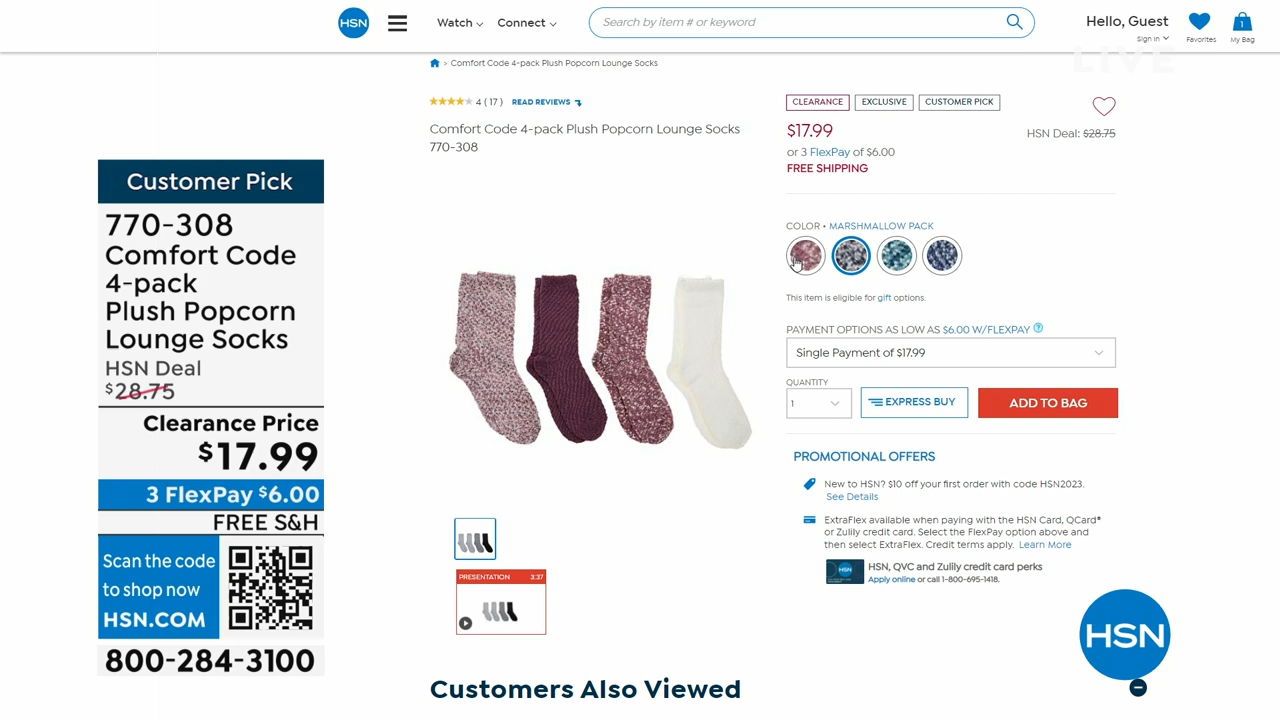 HSN
Watch
Connect
Search by item # or keyword
Hello, Guest
Sign In
Favorites
1
My Bag
LIVE
> Comfort Code 4-pack Plush Popcorn Lounge Socks
4 ( 17 ) READ REVIEWS
Comfort Code 4-pack Plush Popcorn Lounge Socks
770-308
CLEARANCE
EXCLUSIVE
CUSTOMER PICK
$17.99
HSN Deal: $28.75
or 3 FlexPay of $6.00
FREE SHIPPING
COLOR • MARSHMALLOW PACK
This item is eligible for gift options.
PAYMENT OPTIONS AS LOW AS $6.00 W/FLEXPAY ?
Single Payment of $17.99
QUANTITY
1
EXPRESS BUY
ADD TO BAG
PROMOTIONAL OFFERS
New to HSN? $10 off your first order with code HSN2023.
See Details
ExtraFlex available when paying with the HSN Card, QCard®
or Zulily credit card. Select the FlexPay option above and
then select ExtraFlex. Credit terms apply. Learn More
HSN
HSN, QVC and Zulily credit card perks
Apply online or call 1-800-695-1418.
PRESENTATION 3:37
Customers Also Viewed
Customer Pick
770-308
Comfort Code
4-pack
Plush Popcorn
Lounge Socks
HSN Deal
$28.75
Clearance Price
$17.99
3 FlexPay $6.00
FREE S&H
Scan the code
to shop now
HSN.COM
800-284-3100
HSN